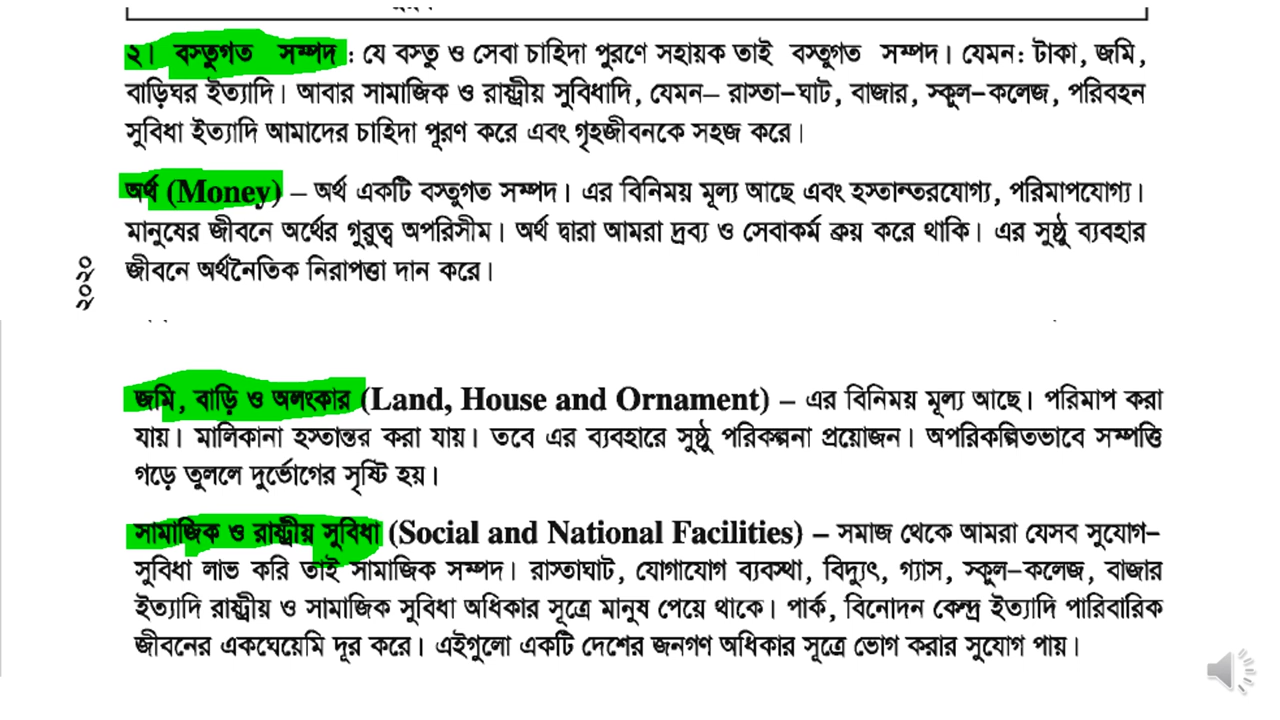 ২। বস্তুগত সম্পদ : যে বস্তু ও সেবা চাহিদা পুরণে সহায়ক তাই বস্তুগত সম্পদ। যেমন: টাকা, জমি,
বাড়িঘর ইত্যাদি। আবার সামাজিক ও রাষ্ট্রীয় সুবিধাদি, যেমন– রাস্তা-ঘাট, বাজার, স্কুল-কলেজ, পরিবহন
সুবিধা ইত্যাদি আমাদের চাহিদা পূরণ করে এবং গৃহজীবনকে সহজ করে।
অর্থ (Money) – অর্থ একটি বস্তুগত সম্পদ। এর বিনিময় মূল্য আছে এবং হস্তান্তরযোগ্য, পরিমাপযোগ্য।
মানুষের জীবনে অর্থের গুরুত্ব অপরিসীম। অর্থ দ্বারা আমরা দ্রব্য ও সেবাকর্ম ক্রয় করে থাকি। এর সুষ্ঠু ব্যবহার
জীবনে অর্থনৈতিক নিরাপত্তা দান করে।
২০২০
জমি, বাড়ি ও অলংকার (Land, House and Ornament) – এর বিনিময় মূল্য আছে। পরিমাপ করা
যায়। মালিকানা হস্তান্তর করা যায়। তবে এর ব্যবহারে সুষ্ঠু পরিকল্পনা প্রয়োজন। অপরিকল্পিতভাবে সম্পত্তি
গড়ে তুললে দুর্ভোগের সৃষ্টি হয়।
সামাজিক ও রাষ্ট্রীয় সুবিধা (Social and National Facilities) – সমাজ থেকে আমরা যেসব সুযোগ-
সুবিধা লাভ করি তাই সামাজিক সম্পদ। রাস্তাঘাট, যোগাযোগ ব্যবস্থা, বিদ্যুৎ, গ্যাস, স্কুল-কলেজ, বাজার
ইত্যাদি রাষ্ট্রীয় ও সামাজিক সুবিধা অধিকার সূত্রে মানুষ পেয়ে থাকে। পার্ক, বিনোদন কেন্দ্র ইত্যাদি পারিবারিক
জীবনের একঘেয়েমি দূর করে। এইগুলো একটি দেশের জনগণ অধিকার সূত্রে ভোগ করার সুযোগ পায়।